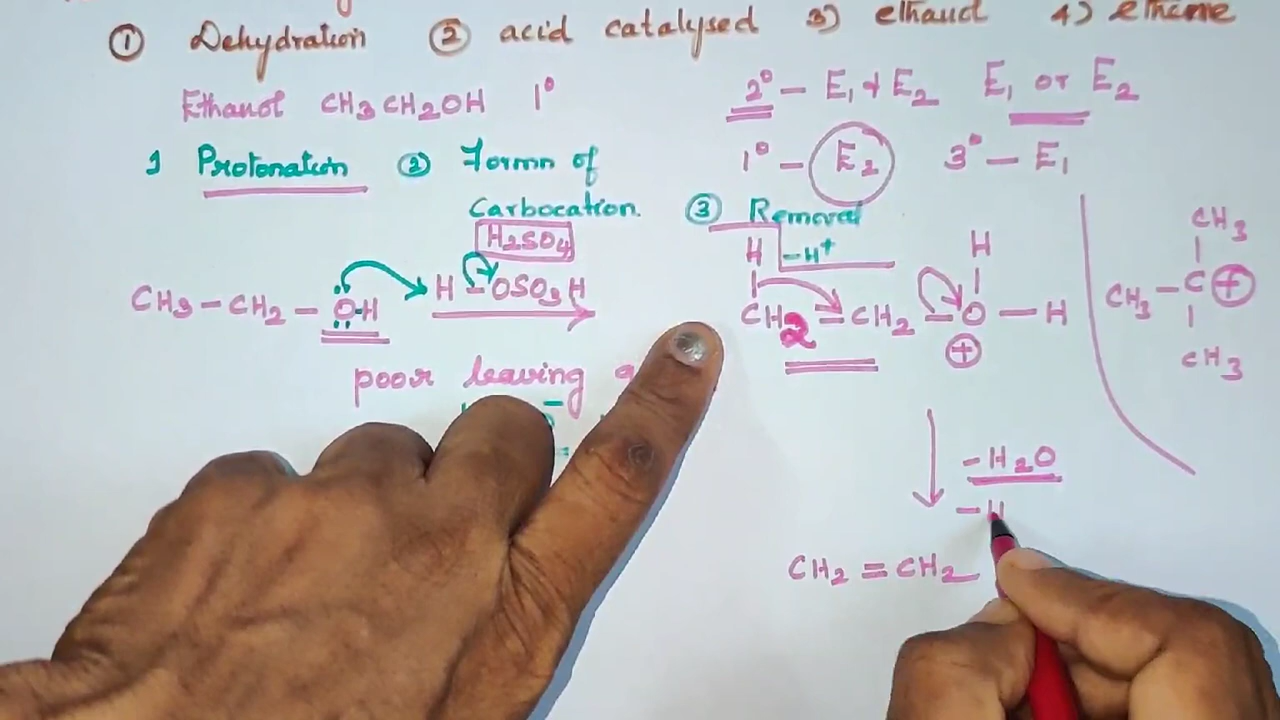 ① Dehydration ② acid catalysed 3) ethanol 4) ethene
Ethanol CH3CH2OH 1°
2° – E1 & E2 E1 or E2
1° – E2 3° – E1
1 Protonation ② Formn of
Carbocation. ③ Removal
H2SO4
–H+
H
CH3 – CH2 – ÖH H – OSO3H
CH2 = CH2 – O – H
H
⊕
CH3
CH3 – C ⊕
CH3
poor leaving
–H2O
–H
CH2 = CH2